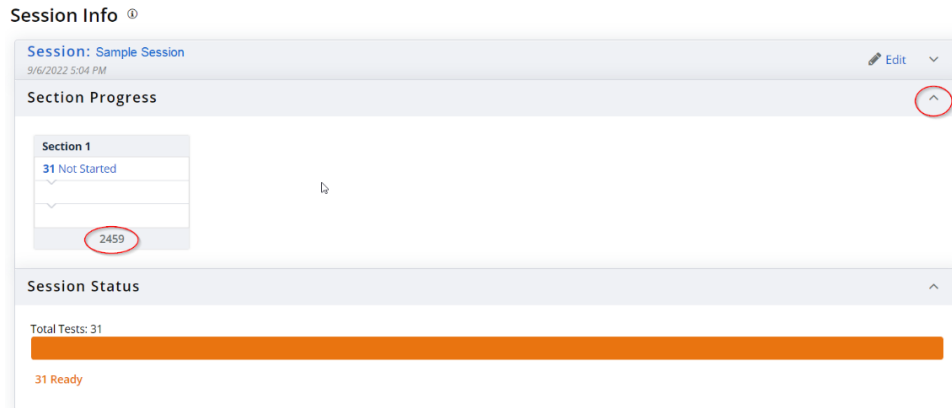 Session Info
Session: Sample Session
9/6/2022 5:04 PM
Edit
Section Progress
Section 1
31 Not Started
2459
Session Status
Total Tests: 31
31 Ready